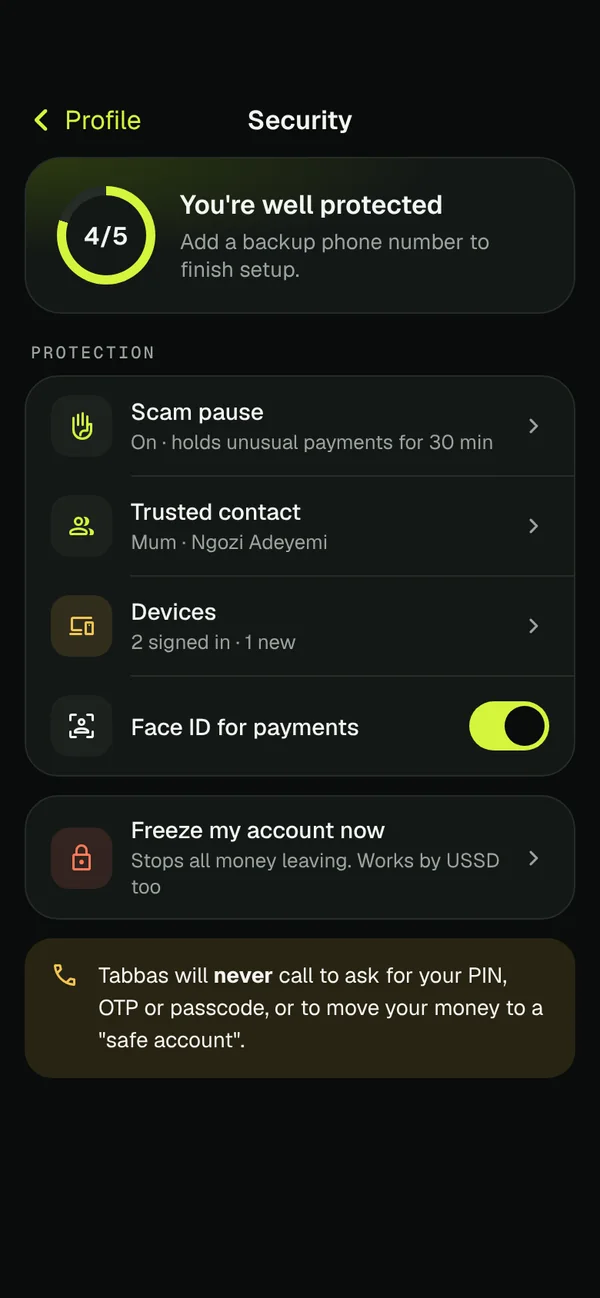 Profile
Security
4/5
You're well protected
Add a backup phone number to
finish setup.
PROTECTION
Scam pause
On · holds unusual payments for 30 min
Trusted contact
Mum · Ngozi Adeyemi
Devices
2 signed in · 1 new
Face ID for payments
Freeze my account now
Stops all money leaving. Works by USSD
too
Tabbas will never call to ask for your PIN,
OTP or passcode, or to move your money to a
"safe account".